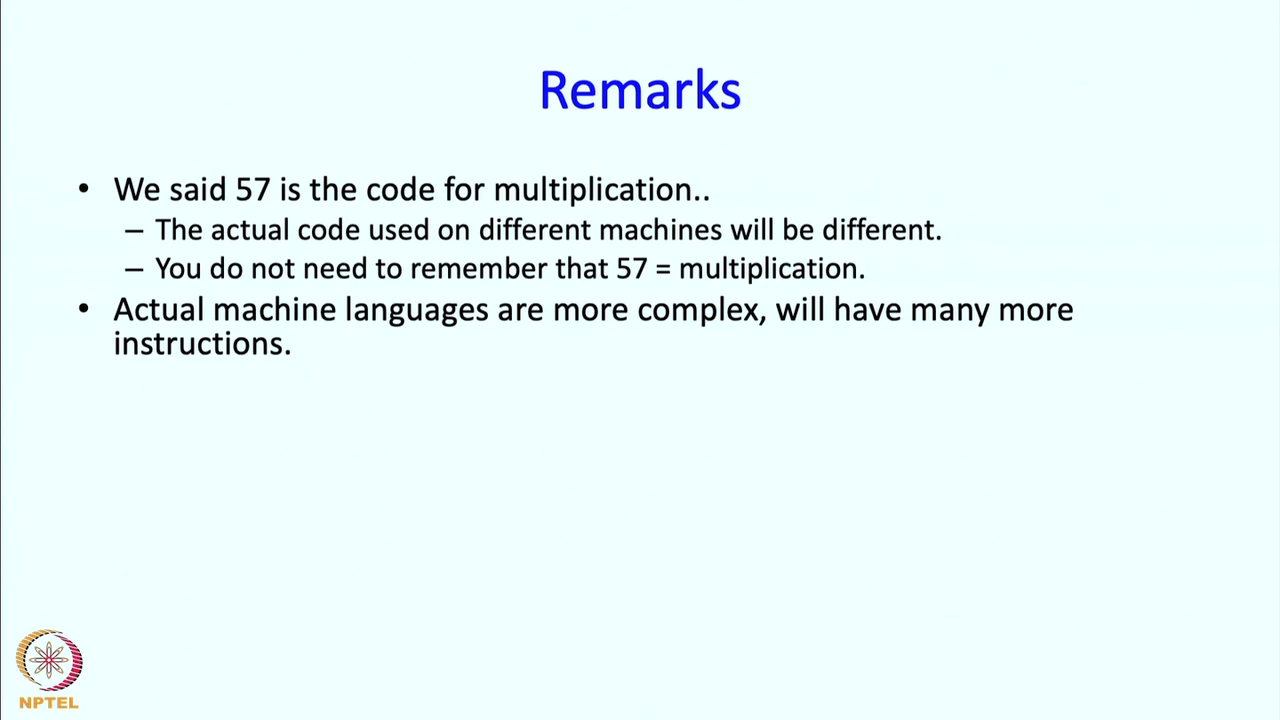 Remarks
• We said 57 is the code for multiplication..
– The actual code used on different machines will be different.
– You do not need to remember that 57 = multiplication.
• Actual machine languages are more complex, will have many more
instructions.
NPTEL